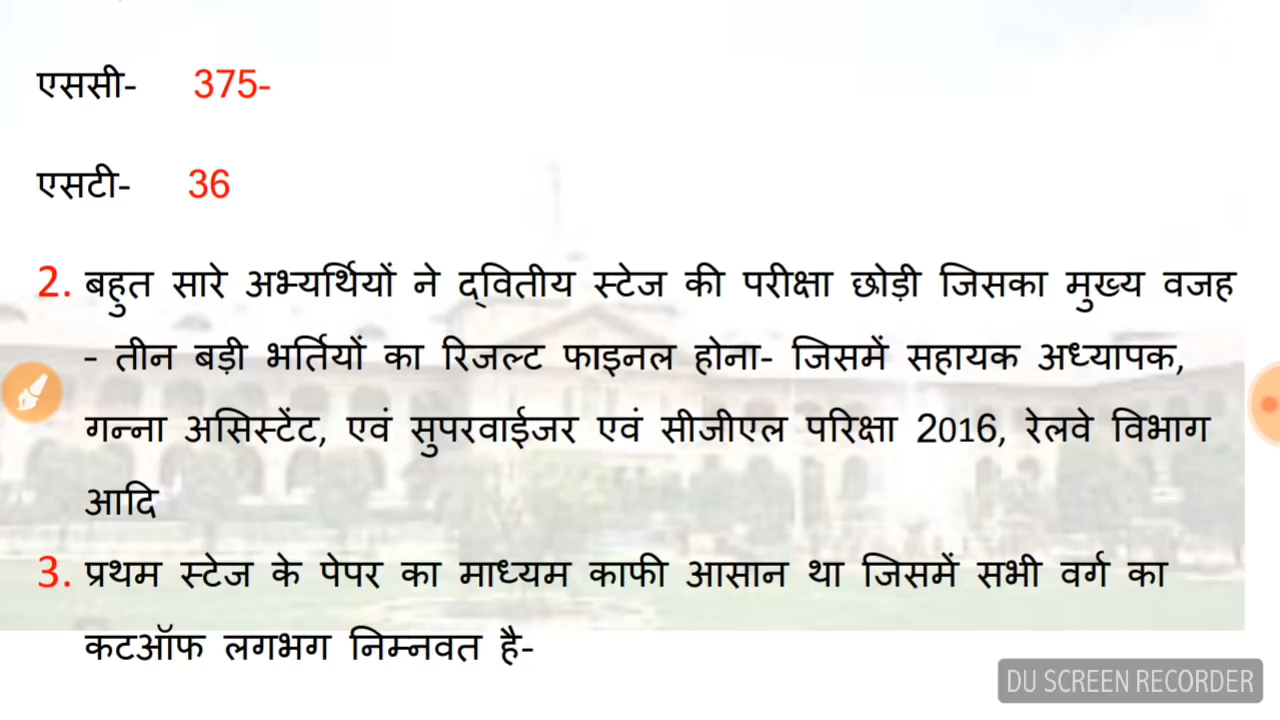 एससी- 375-
एसटी- 36
2. बहुत सारे अभ्यर्थियों ने द्वितीय स्टेज की परीक्षा छोड़ी जिसका मुख्य वजह
- तीन बड़ी भर्तियों का रिजल्ट फाइनल होना- जिसमें सहायक अध्यापक,
गन्ना असिस्टेंट, एवं सुपरवाईजर एवं सीजीएल परिक्षा 2016, रेलवे विभाग
आदि
3. प्रथम स्टेज के पेपर का माध्यम काफी आसान था जिसमें सभी वर्ग का
कटऑफ लगभग निम्नवत है-
DU SCREEN RECORDER